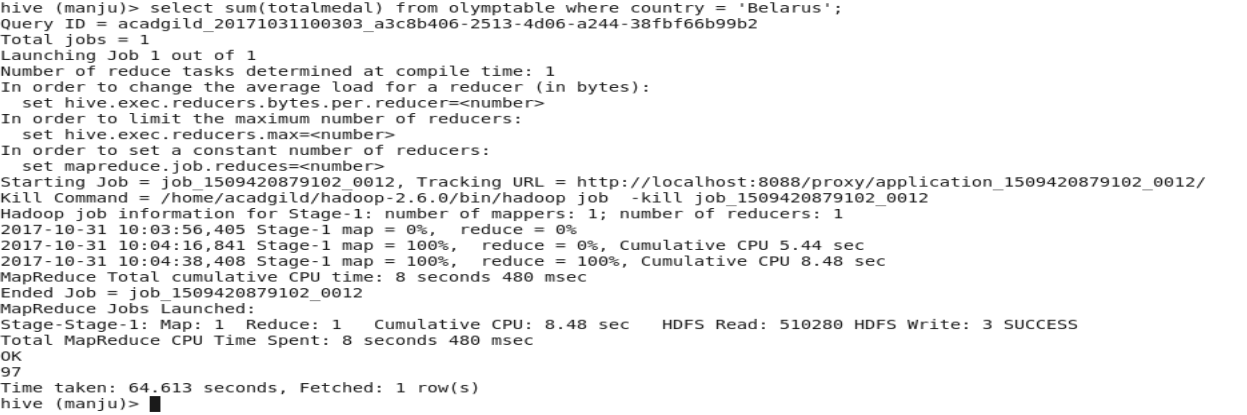 hive (manju)> select sum(totalmedal) from olymptable where country = 'Belarus';
Query ID = acadgild_20171031100303_a3c8b406-2513-4d06-a244-38fbf66b99b2
Total jobs = 1
Launching Job 1 out of 1
Number of reduce tasks determined at compile time: 1
In order to change the average load for a reducer (in bytes):
  set hive.exec.reducers.bytes.per.reducer=<number>
In order to limit the maximum number of reducers:
  set hive.exec.reducers.max=<number>
In order to set a constant number of reducers:
  set mapreduce.job.reduces=<number>
Starting Job = job_1509420879102_0012, Tracking URL = http://localhost:8088/proxy/application_1509420879102_0012/
Kill Command = /home/acadgild/hadoop-2.6.0/bin/hadoop job  -kill job_1509420879102_0012
Hadoop job information for Stage-1: number of mappers: 1; number of reducers: 1
2017-10-31 10:03:56,405 Stage-1 map = 0%,  reduce = 0%
2017-10-31 10:04:16,841 Stage-1 map = 100%,  reduce = 0%, Cumulative CPU 5.44 sec
2017-10-31 10:04:38,408 Stage-1 map = 100%,  reduce = 100%, Cumulative CPU 8.48 sec
MapReduce Total cumulative CPU time: 8 seconds 480 msec
Ended Job = job_1509420879102_0012
MapReduce Jobs Launched:
Stage-Stage-1: Map: 1  Reduce: 1   Cumulative CPU: 8.48 sec   HDFS Read: 510280 HDFS Write: 3 SUCCESS
Total MapReduce CPU Time Spent: 8 seconds 480 msec
OK
97
Time taken: 64.613 seconds, Fetched: 1 row(s)
hive (manju)>